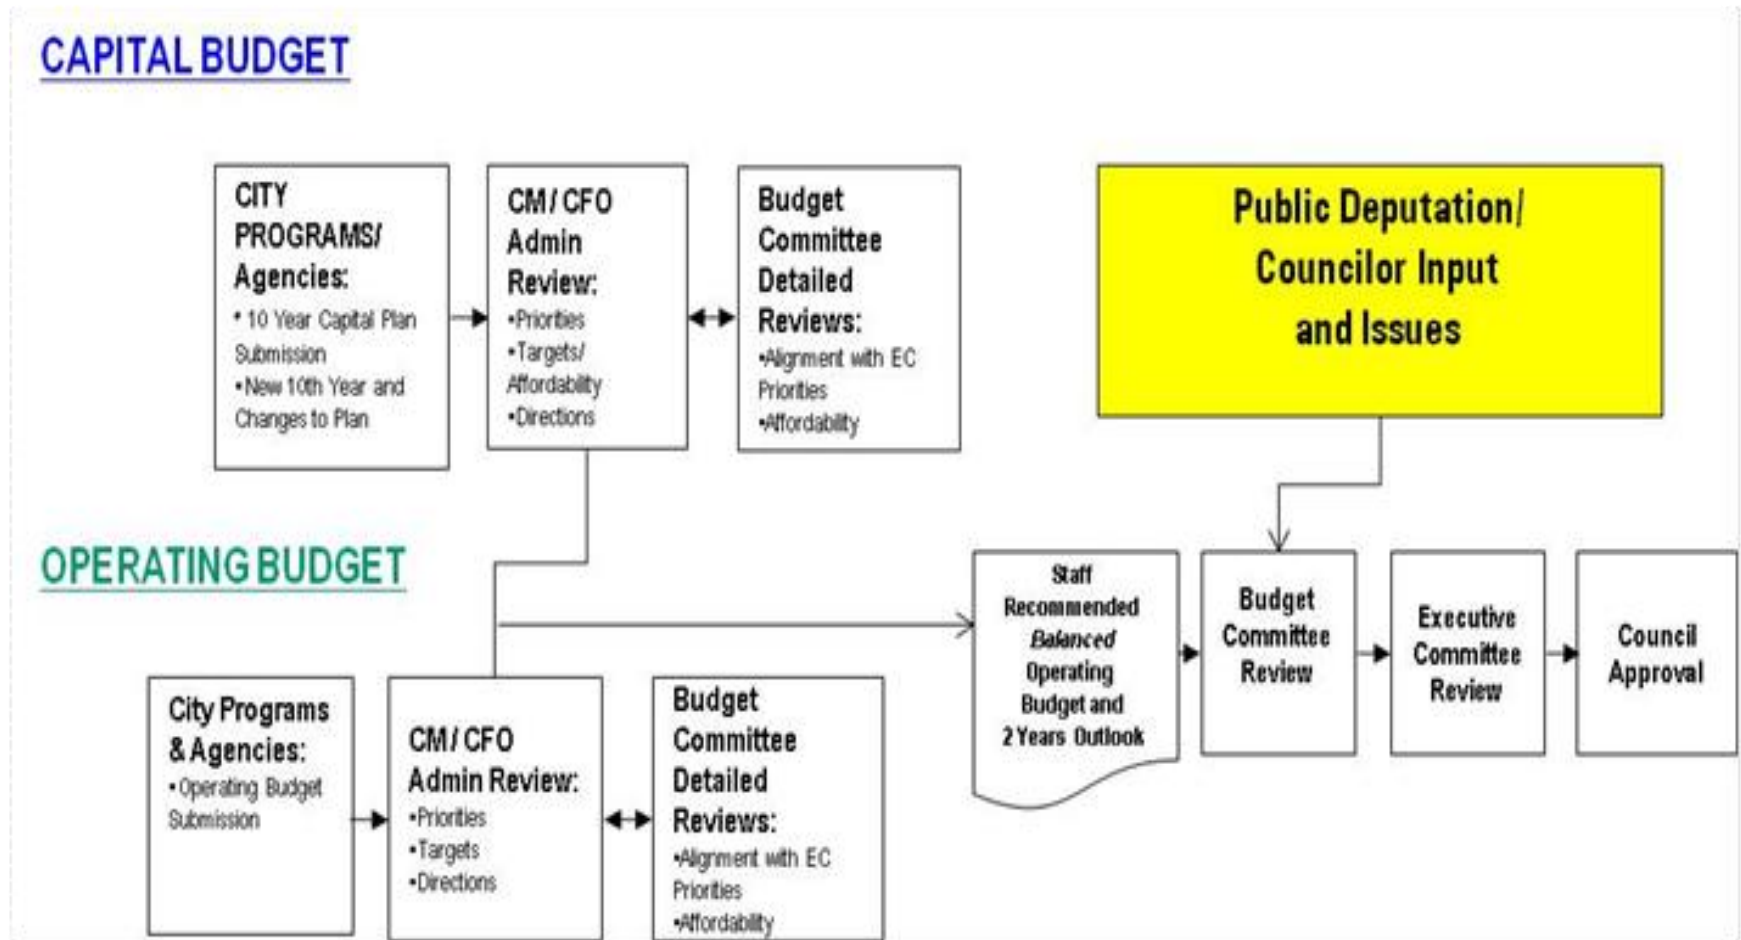 CAPITAL BUDGET
CITY
PROGRAMS/
Agencies:
• 10 Year Capital Plan
Submission
•New 10th Year and
Changes to Plan
CM / CFO
Admin
Review:
•Priorities
•Targets/
Affordability
•Directions
Budget
Committee
Detailed
Reviews:
•Alignment with EC
Priorities
•Affordability
Public Deputation/
Councilor Input
and Issues
OPERATING BUDGET
City Programs
& Agencies:
•Operating Budget
Submission
CM / CFO
Admin Review:
•Priorities
•Targets
•Directions
Budget
Committee
Detailed
Reviews:
•Alignment with EC
Priorities
•Affordability
Staff
Recommended
Balanced
Operating
Budget and
2 Years Outlook
Budget
Committee
Review
Executive
Committee
Review
Council
Approval